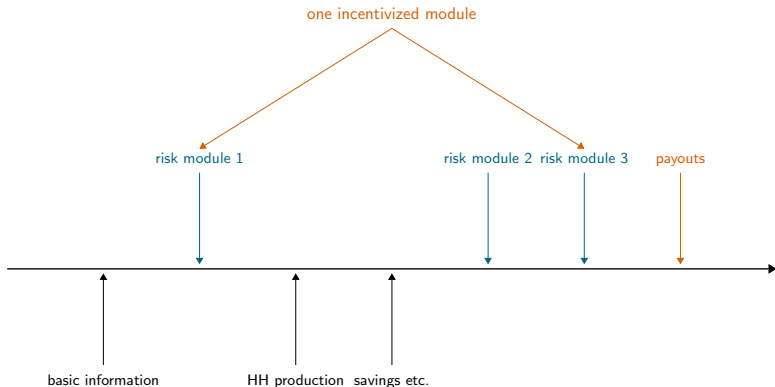 one incentivized module
risk module 1
risk module 2
risk module 3
payouts
basic information
HH production
savings etc.